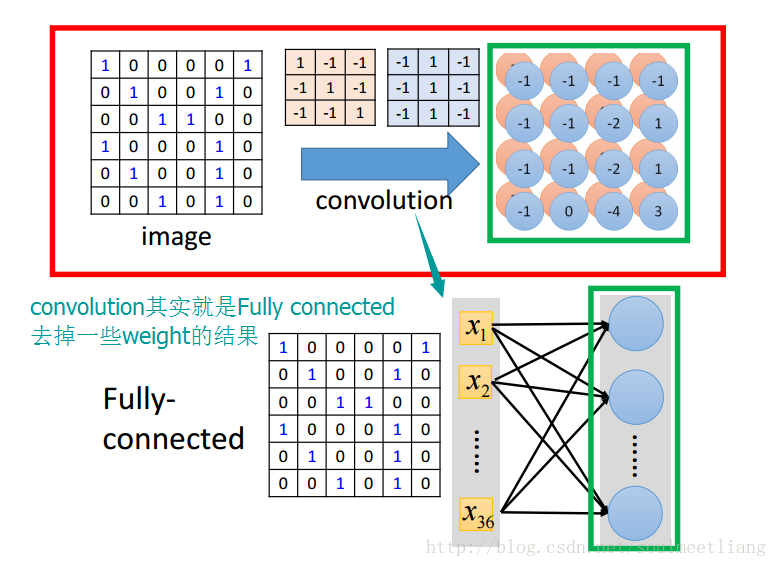 1 0 0 0 0 1
0 1 0 0 1 0
0 0 1 1 0 0
1 0 0 0 1 0
0 1 0 0 1 0
0 0 1 0 1 0
image
1 -1 -1
-1 1 -1
-1 -1 1
-1 1 -1
-1 1 -1
-1 1 -1
convolution
-1 -1 -1 -1
-1 -1 -2 1
-1 -1 -2 1
-1 0 -4 3
convolution其实就是Fully connected
去掉一些weight的结果
Fully-
connected
1 0 0 0 0 1
0 1 0 0 1 0
0 0 1 1 0 0
1 0 0 0 1 0
0 1 0 0 1 0
0 0 1 0 1 0
x1
x2
……
x36
……